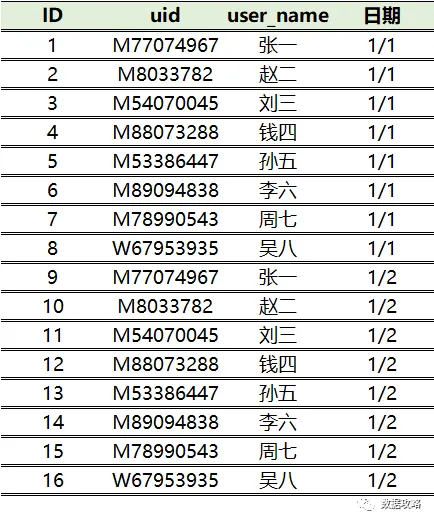 ID uid user_name 日期
1 M77074967 张一 1/1
2 M8033782 赵二 1/1
3 M54070045 刘三 1/1
4 M88073288 钱四 1/1
5 M53386447 孙五 1/1
6 M89094838 李六 1/1
7 M78990543 周七 1/1
8 W67953935 吴八 1/1
9 M77074967 张一 1/2
10 M8033782 赵二 1/2
11 M54070045 刘三 1/2
12 M88073288 钱四 1/2
13 M53386447 孙五 1/2
14 M89094838 李六 1/2
15 M78990543 周七 1/2
16 W67953935 吴八 1/2
数据攻略